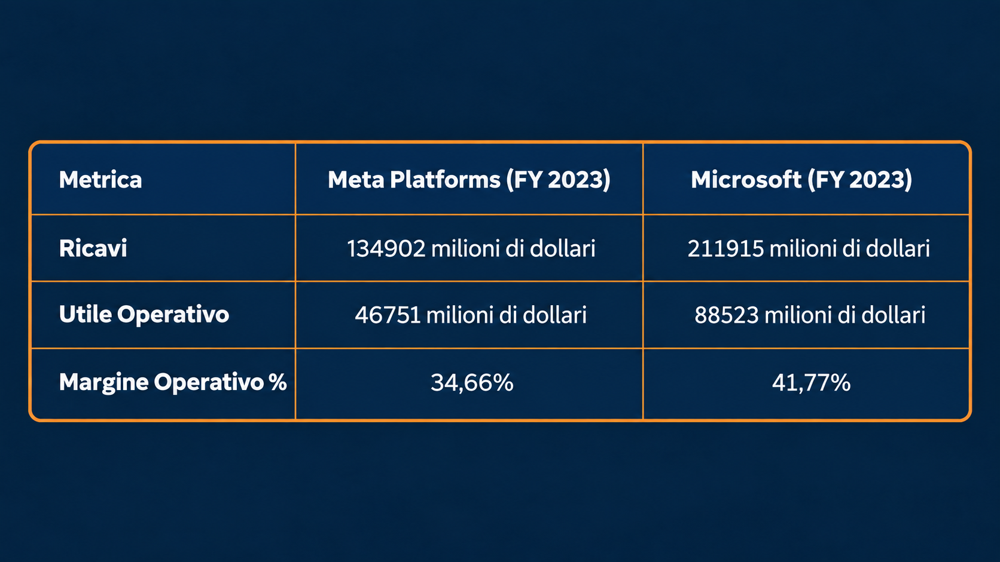 Metrica Meta Platforms (FY 2023) Microsoft (FY 2023)
Ricavi 134902 milioni di dollari 211915 milioni di dollari
Utile Operativo 46751 milioni di dollari 88523 milioni di dollari
Margine Operativo % 34,66% 41,77%